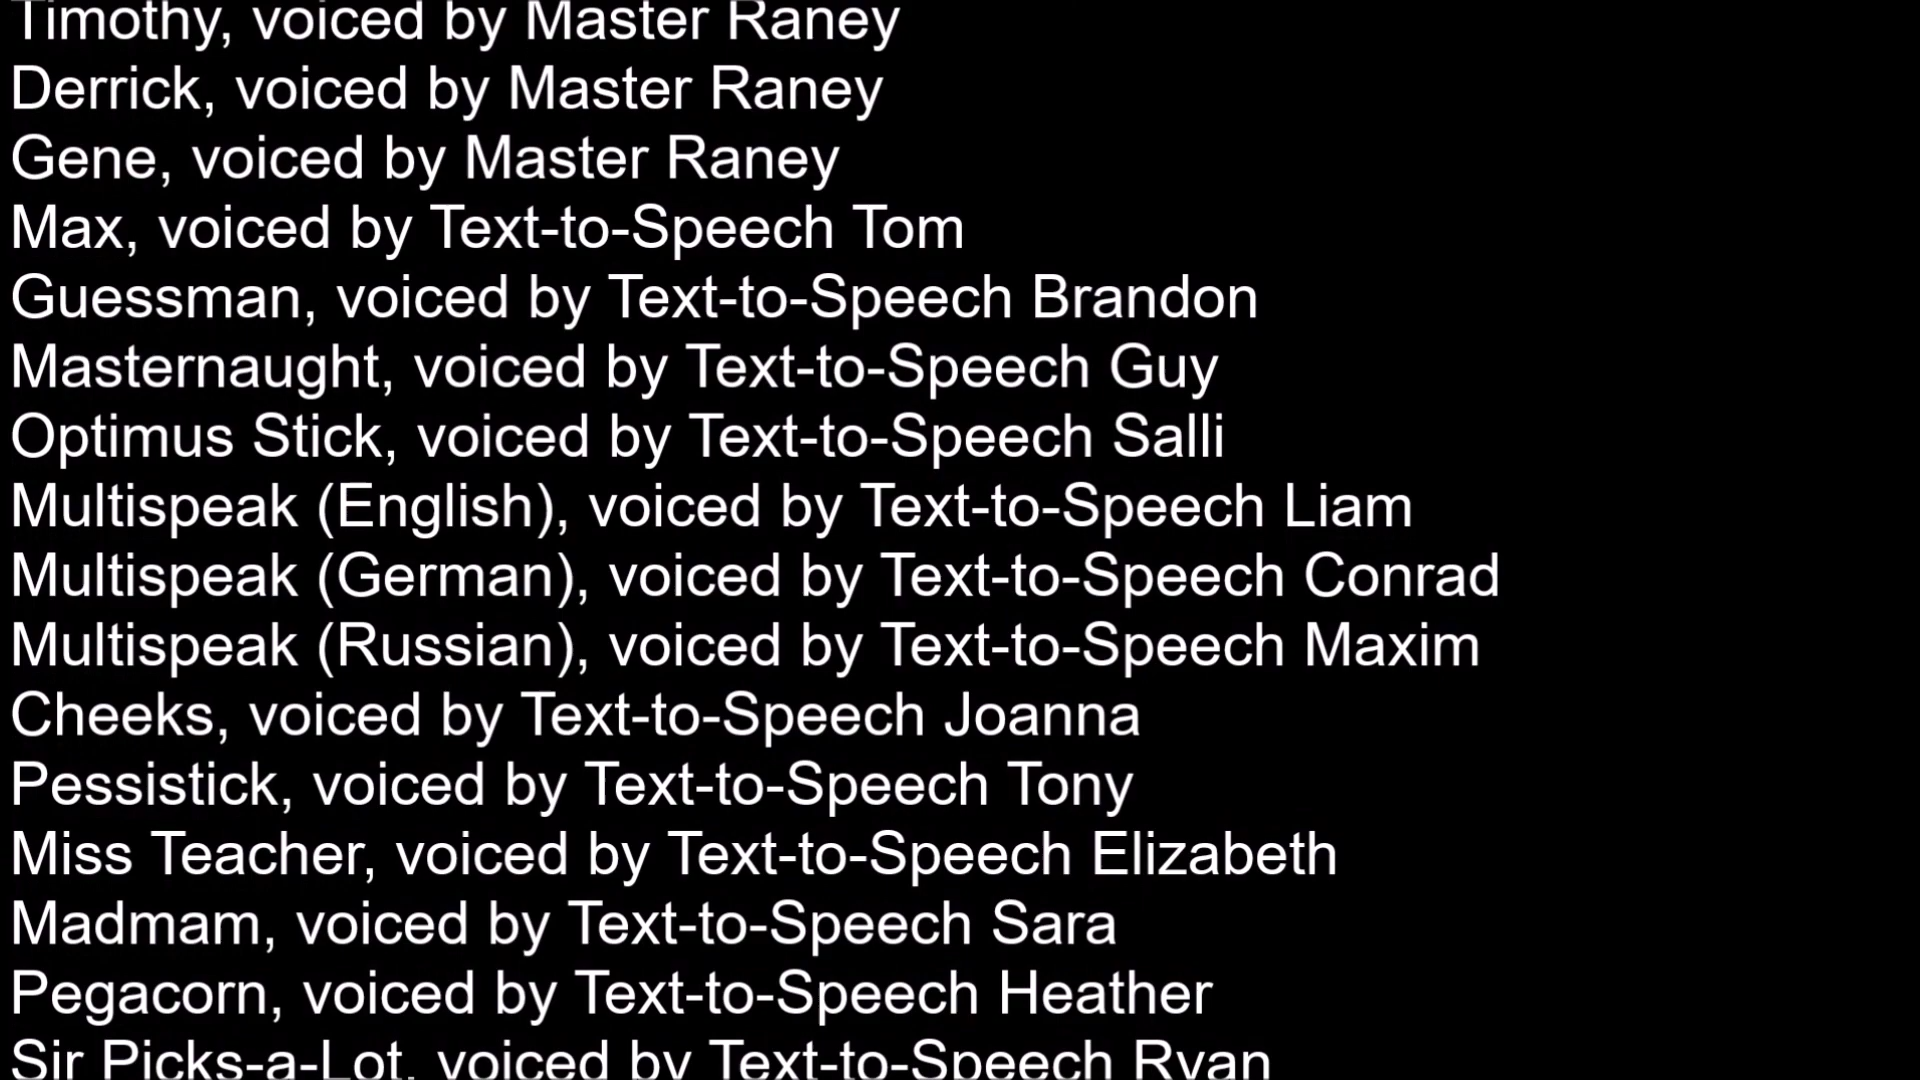 Timothy, voiced by Master Raney
Derrick, voiced by Master Raney
Gene, voiced by Master Raney
Max, voiced by Text-to-Speech Tom
Guessman, voiced by Text-to-Speech Brandon
Masternaught, voiced by Text-to-Speech Guy
Optimus Stick, voiced by Text-to-Speech Salli
Multispeak (English), voiced by Text-to-Speech Liam
Multispeak (German), voiced by Text-to-Speech Conrad
Multispeak (Russian), voiced by Text-to-Speech Maxim
Cheeks, voiced by Text-to-Speech Joanna
Pessistick, voiced by Text-to-Speech Tony
Miss Teacher, voiced by Text-to-Speech Elizabeth
Madmam, voiced by Text-to-Speech Sara
Pegacorn, voiced by Text-to-Speech Heather
Sir Picks-a-Lot, voiced by Text-to-Speech Ryan